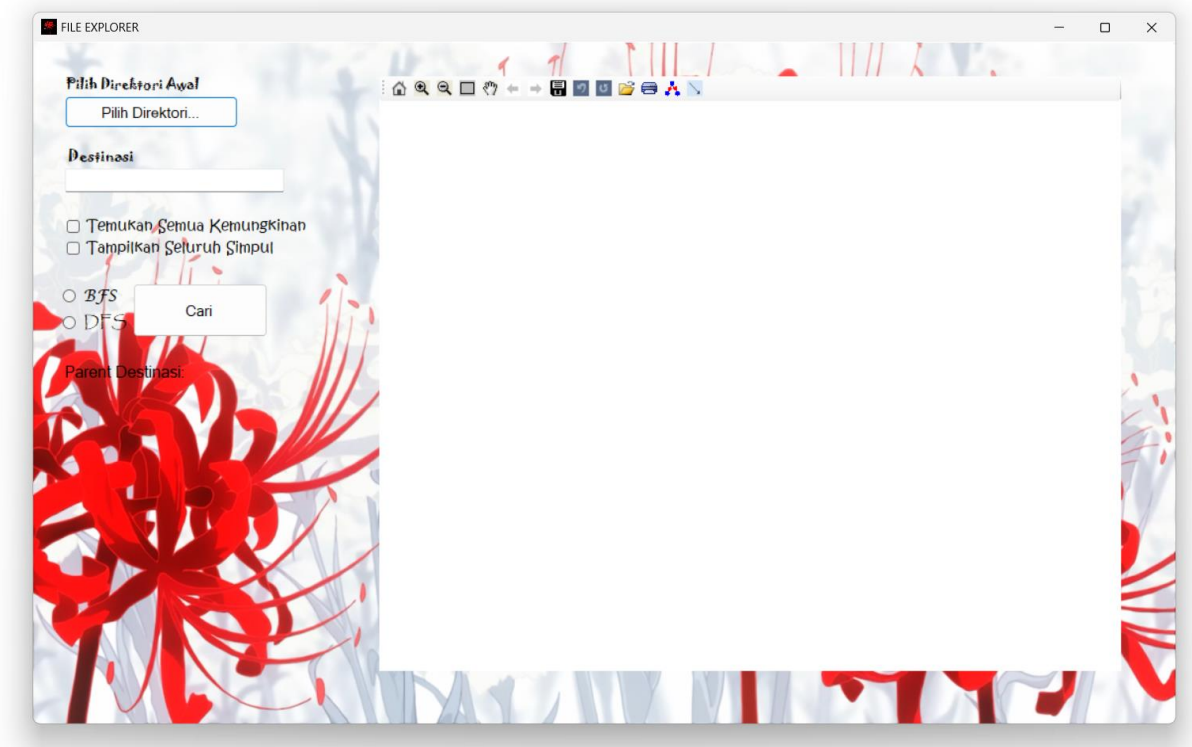 FILE EXPLORER
Pilih Direktori Awal
Pilih Direktori...
Destinasi
Temukan Semua Kemungkinan
Tampilkan Seluruh Simpul
BFS
Cari
DFS
Parent Destinasi: